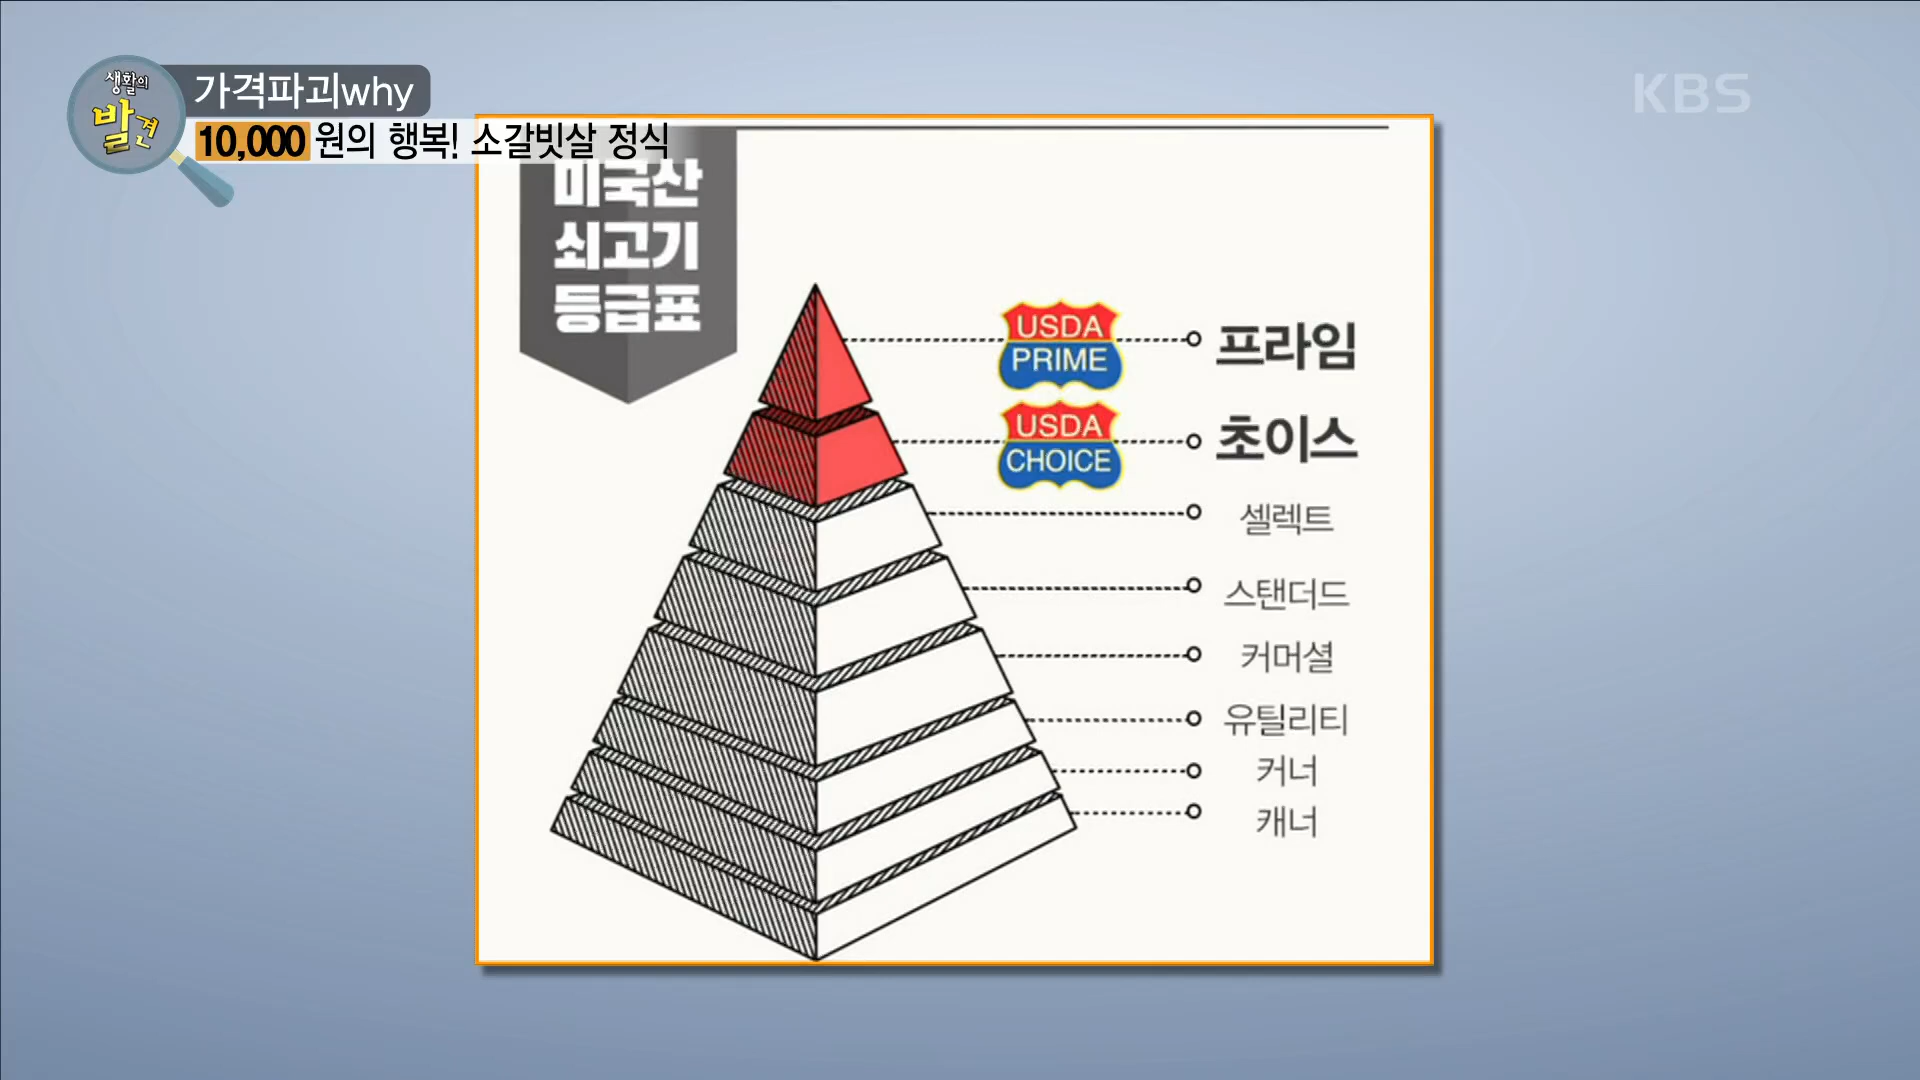 생활의
발견
가격파괴why
10,000원의 행복! 소갈빗살 정식
KBS
미국산
쇠고기
등급표
USDA
PRIME
프라임
USDA
CHOICE
초이스
셀렉트
스탠더드
커머셜
유틸리티
커너
캐너